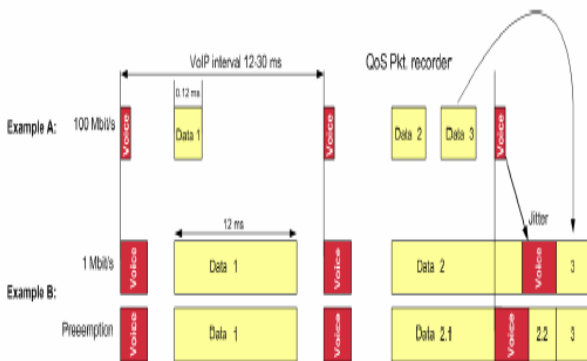 VoIP interval 12-30 ms
QoS Pkt. recorder
0.12 ms
Example A:
100 Mbit/s
Voice
Data 1
Voice
Data 2
Data 3
Voice
12 ms
Jitter
1 Mbit/s
Voice
Data 1
Voice
Data 2
Voice
3
Example B:
Preemption
Voice
Data 1
Voice
Data 2.1
Voice
2.2
3